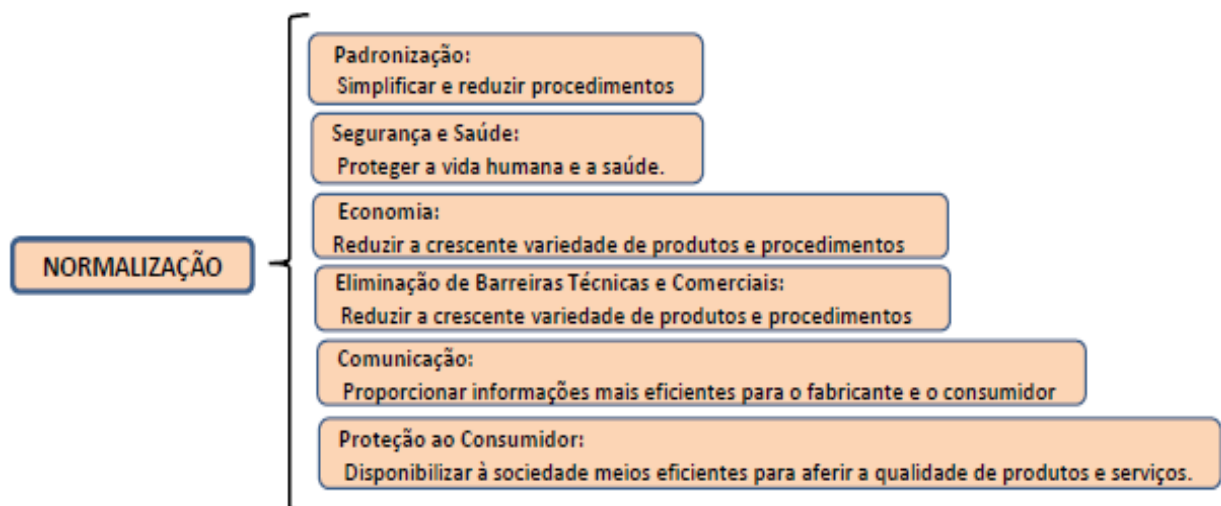 Padronização:
Simplificar e reduzir procedimentos
Segurança e Saúde:
Proteger a vida humana e a saúde.
Economia:
Reduzir a crescente variedade de produtos e procedimentos
NORMALIZAÇÃO
Eliminação de Barreiras Técnicas e Comerciais:
Reduzir a crescente variedade de produtos e procedimentos
Comunicação:
Proporcionar informações mais eficientes para o fabricante e o consumidor
Proteção ao Consumidor:
Disponibilizar à sociedade meios eficientes para aferir a qualidade de produtos e serviços.